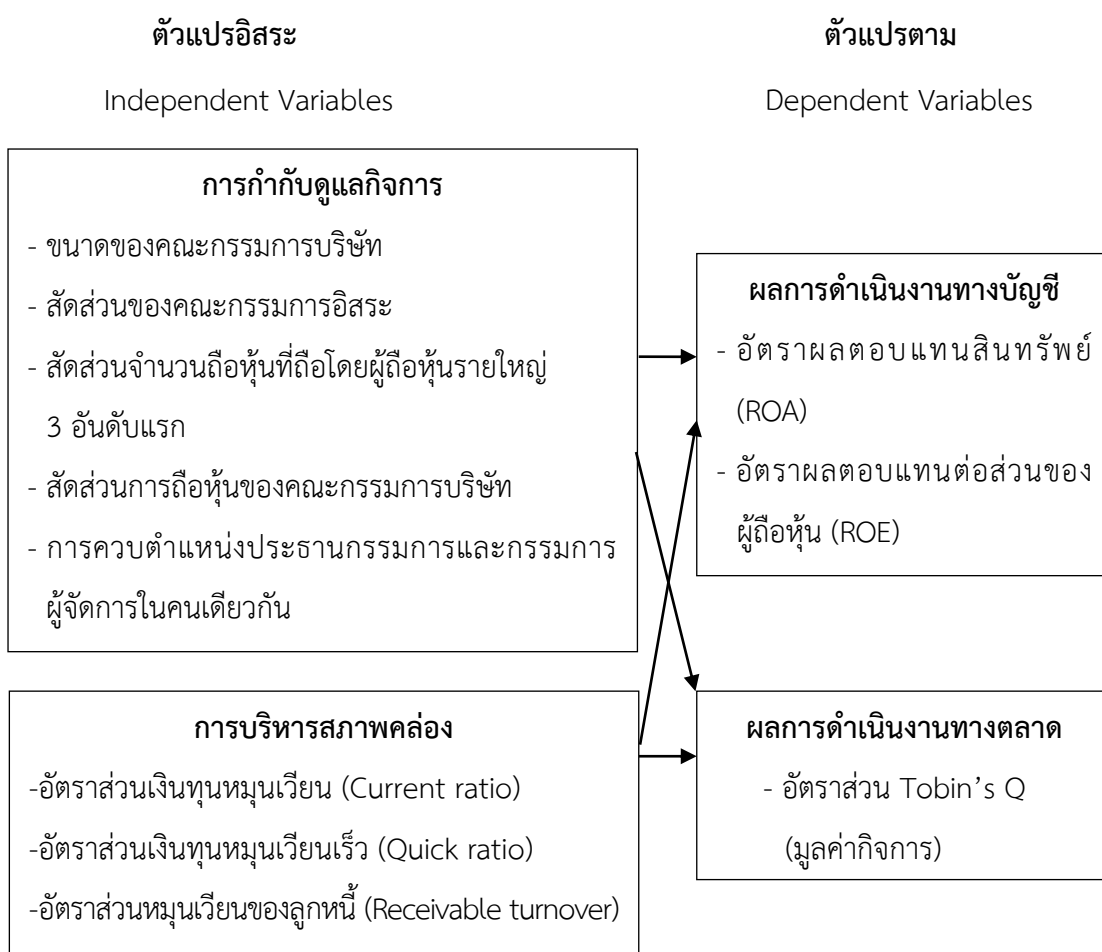 ตัวแปรอิสระ
Independent Variables
การกำกับดูแลกิจการ
- ขนาดของคณะกรรมการบริษัท
- สัดส่วนของคณะกรรมการอิสระ
- สัดส่วนจำนวนถือหุ้นที่ถือโดยผู้ถือหุ้นรายใหญ่
3 อันดับแรก
- สัดส่วนการถือหุ้นของคณะกรรมการบริษัท
- การควบตำแหน่งประธานกรรมการและกรรมการ
ผู้จัดการในคนเดียวกัน
การบริหารสภาพคล่อง
-อัตราส่วนเงินทุนหมุนเวียน (Current ratio)
-อัตราส่วนเงินทุนหมุนเวียนเร็ว (Quick ratio)
-อัตราส่วนหมุนเวียนของลูกหนี้ (Receivable turnover)
ตัวแปรตาม
Dependent Variables
ผลการดำเนินงานทางบัญชี
- อัตราผลตอบแทนสินทรัพย์
(ROA)
- อัตราผลตอบแทนต่อส่วนของ
ผู้ถือหุ้น (ROE)
ผลการดำเนินงานทางตลาด
- อัตราส่วน Tobin’s Q
(มูลค่ากิจการ)